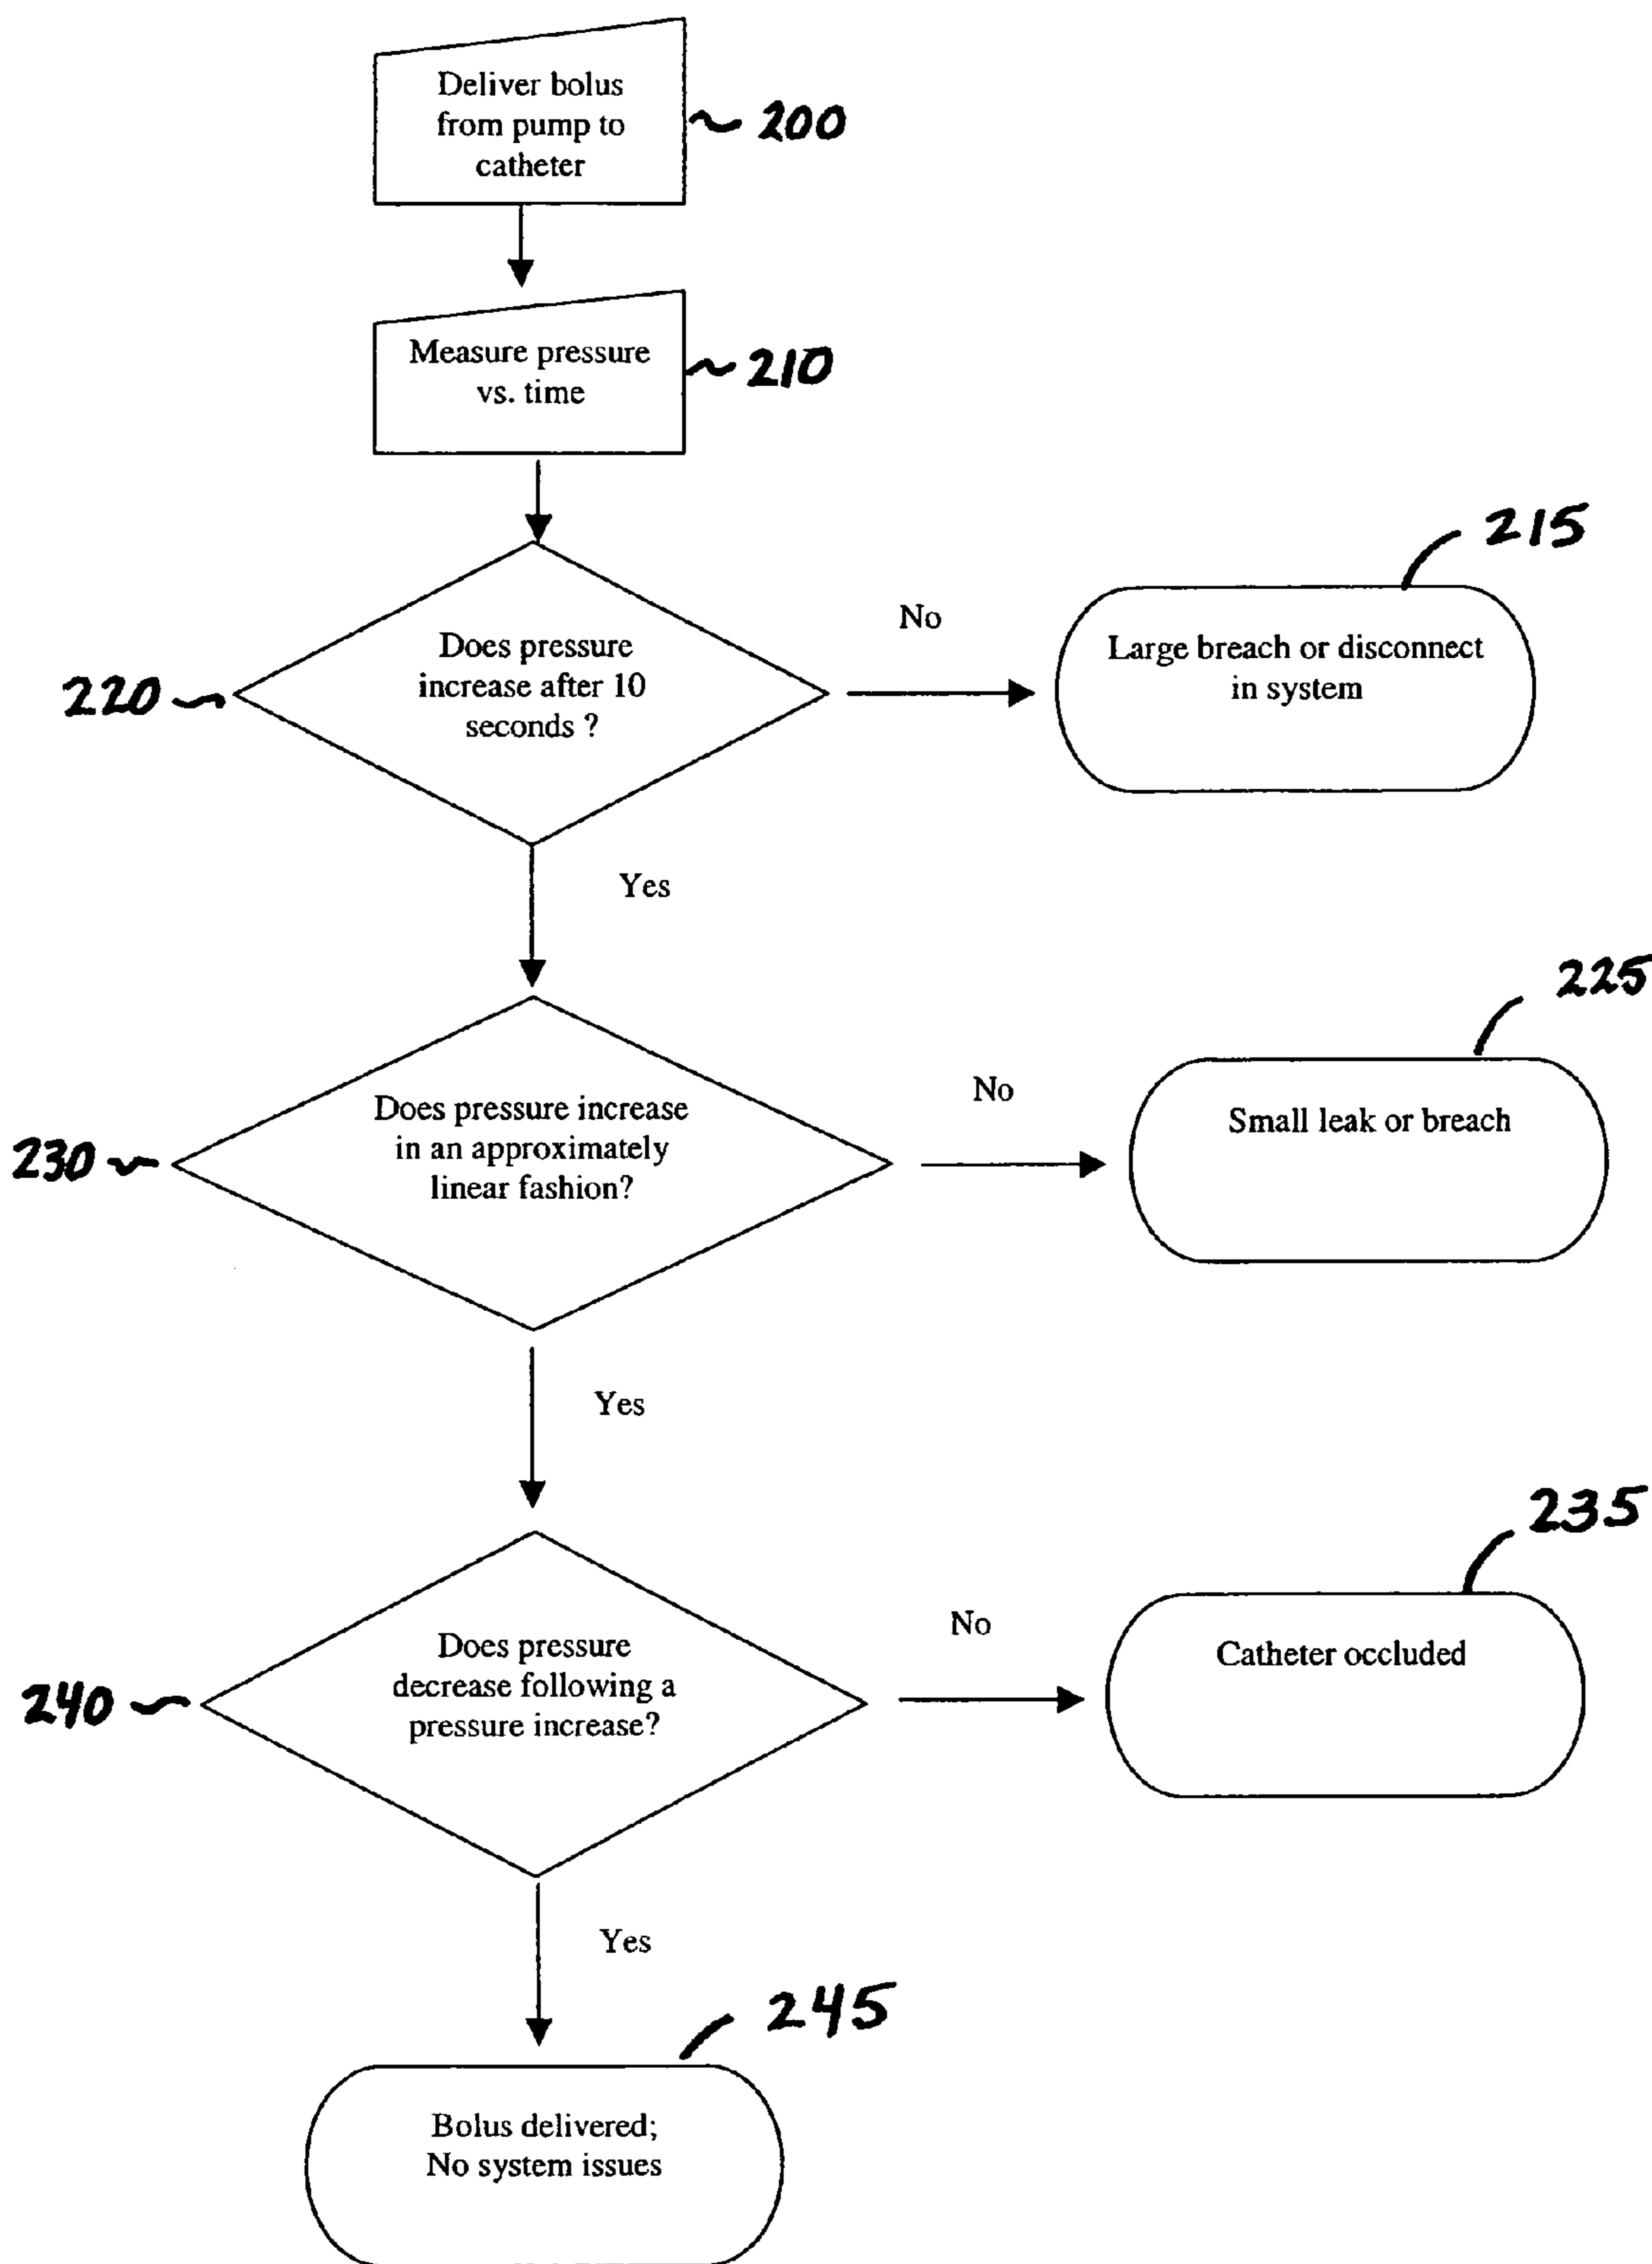 Deliver bolus
from pump to
catheter
200
Measure pressure
vs. time
210
215
No
Does pressure
increase after 10
seconds ?
220
Large breach or disconnect
in system
Yes
225
No
Does pressure increase
in an approximately
linear fashion?
230
Small leak or breach
Yes
235
No
Does pressure
decrease following a
pressure increase?
240
Catheter occluded
Yes
245
Bolus delivered;
No system issues